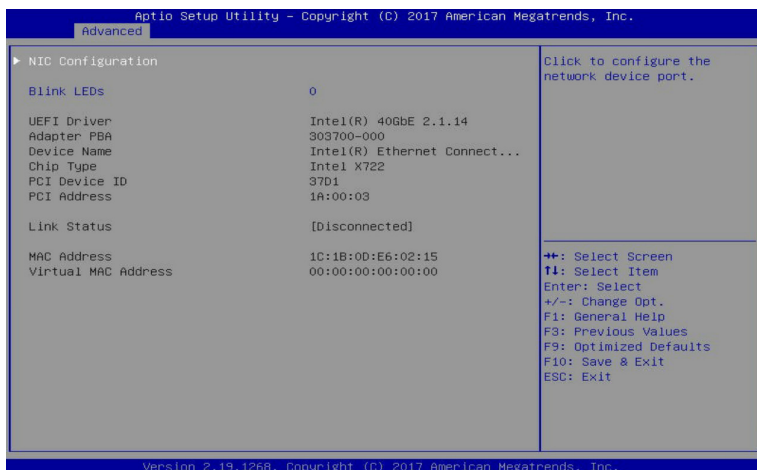 Aptio Setup Utility – Copyright (C) 2017 American Megatrends, Inc.
Advanced
▶ NIC Configuration
Blink LEDs 0
UEFI Driver Intel(R) 40GbE 2.1.14
Adapter PBA 303700-000
Device Name Intel(R) Ethernet Connect...
Chip Type Intel X722
PCI Device ID 37D1
PCI Address 1A:00:03
Link Status [Disconnected]
MAC Address 1C:1B:0D:E6:02:15
Virtual MAC Address 00:00:00:00:00:00
Click to configure the
network device port.
→←: Select Screen
↑↓: Select Item
Enter: Select
+/-: Change Opt.
F1: General Help
F3: Previous Values
F9: Optimized Defaults
F10: Save & Exit
ESC: Exit
Version 2.19.1268. Copyright (C) 2017 American Megatrends, Inc.